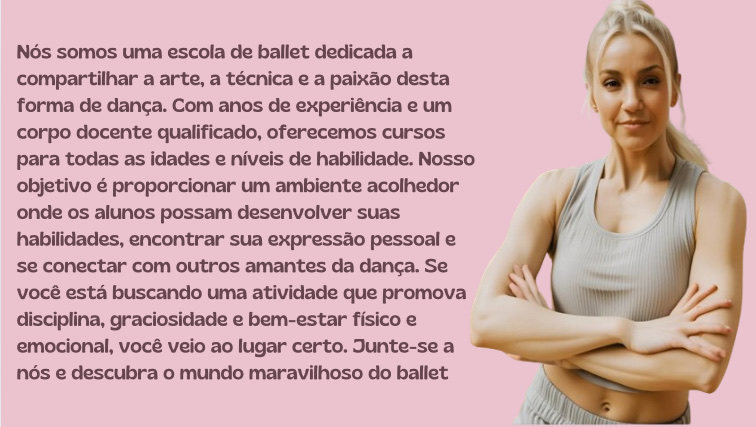 Nós somos uma escola de ballet dedicada a
compartilhar a arte, a técnica e a paixão desta
forma de dança. Com anos de experiência e um
corpo docente qualificado, oferecemos cursos
para todas as idades e níveis de habilidade. Nosso
objetivo é proporcionar um ambiente acolhedor
onde os alunos possam desenvolver suas
habilidades, encontrar sua expressão pessoal e
se conectar com outros amantes da dança. Se
você está buscando uma atividade que promova
disciplina, graciosidade e bem-estar físico e
emocional, você veio ao lugar certo. Junte-se a
nós e descubra o mundo maravilhoso do ballet